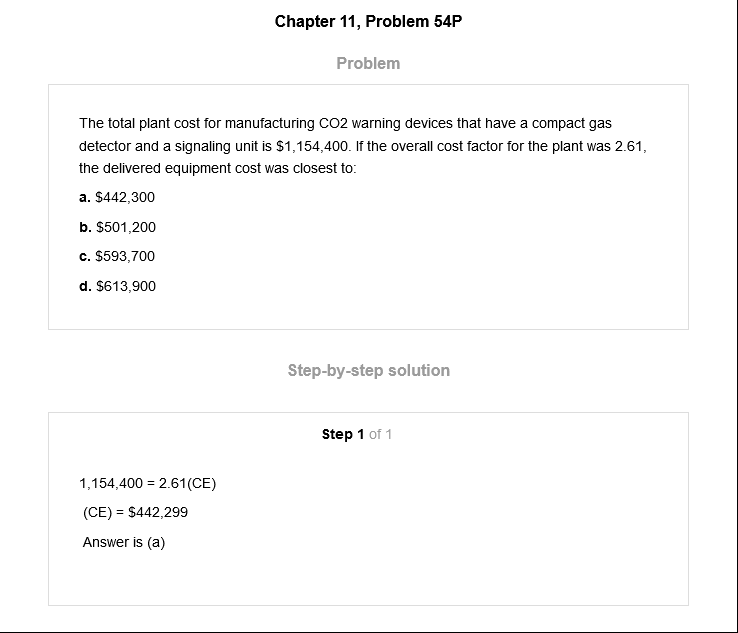 Chapter 11, Problem 54P
Problem
The total plant cost for manufacturing CO2 warning devices that have a compact gas
detector and a signaling unit is $1,154,400. If the overall cost factor for the plant was 2.61,
the delivered equipment cost was closest to:
a. $442,300
b. $501,200
c. $593,700
d. $613,900
Step-by-step solution
Step 1 of 1
1,154,400 = 2.61(CE)
(CE) = $442,299
Answer is (a)